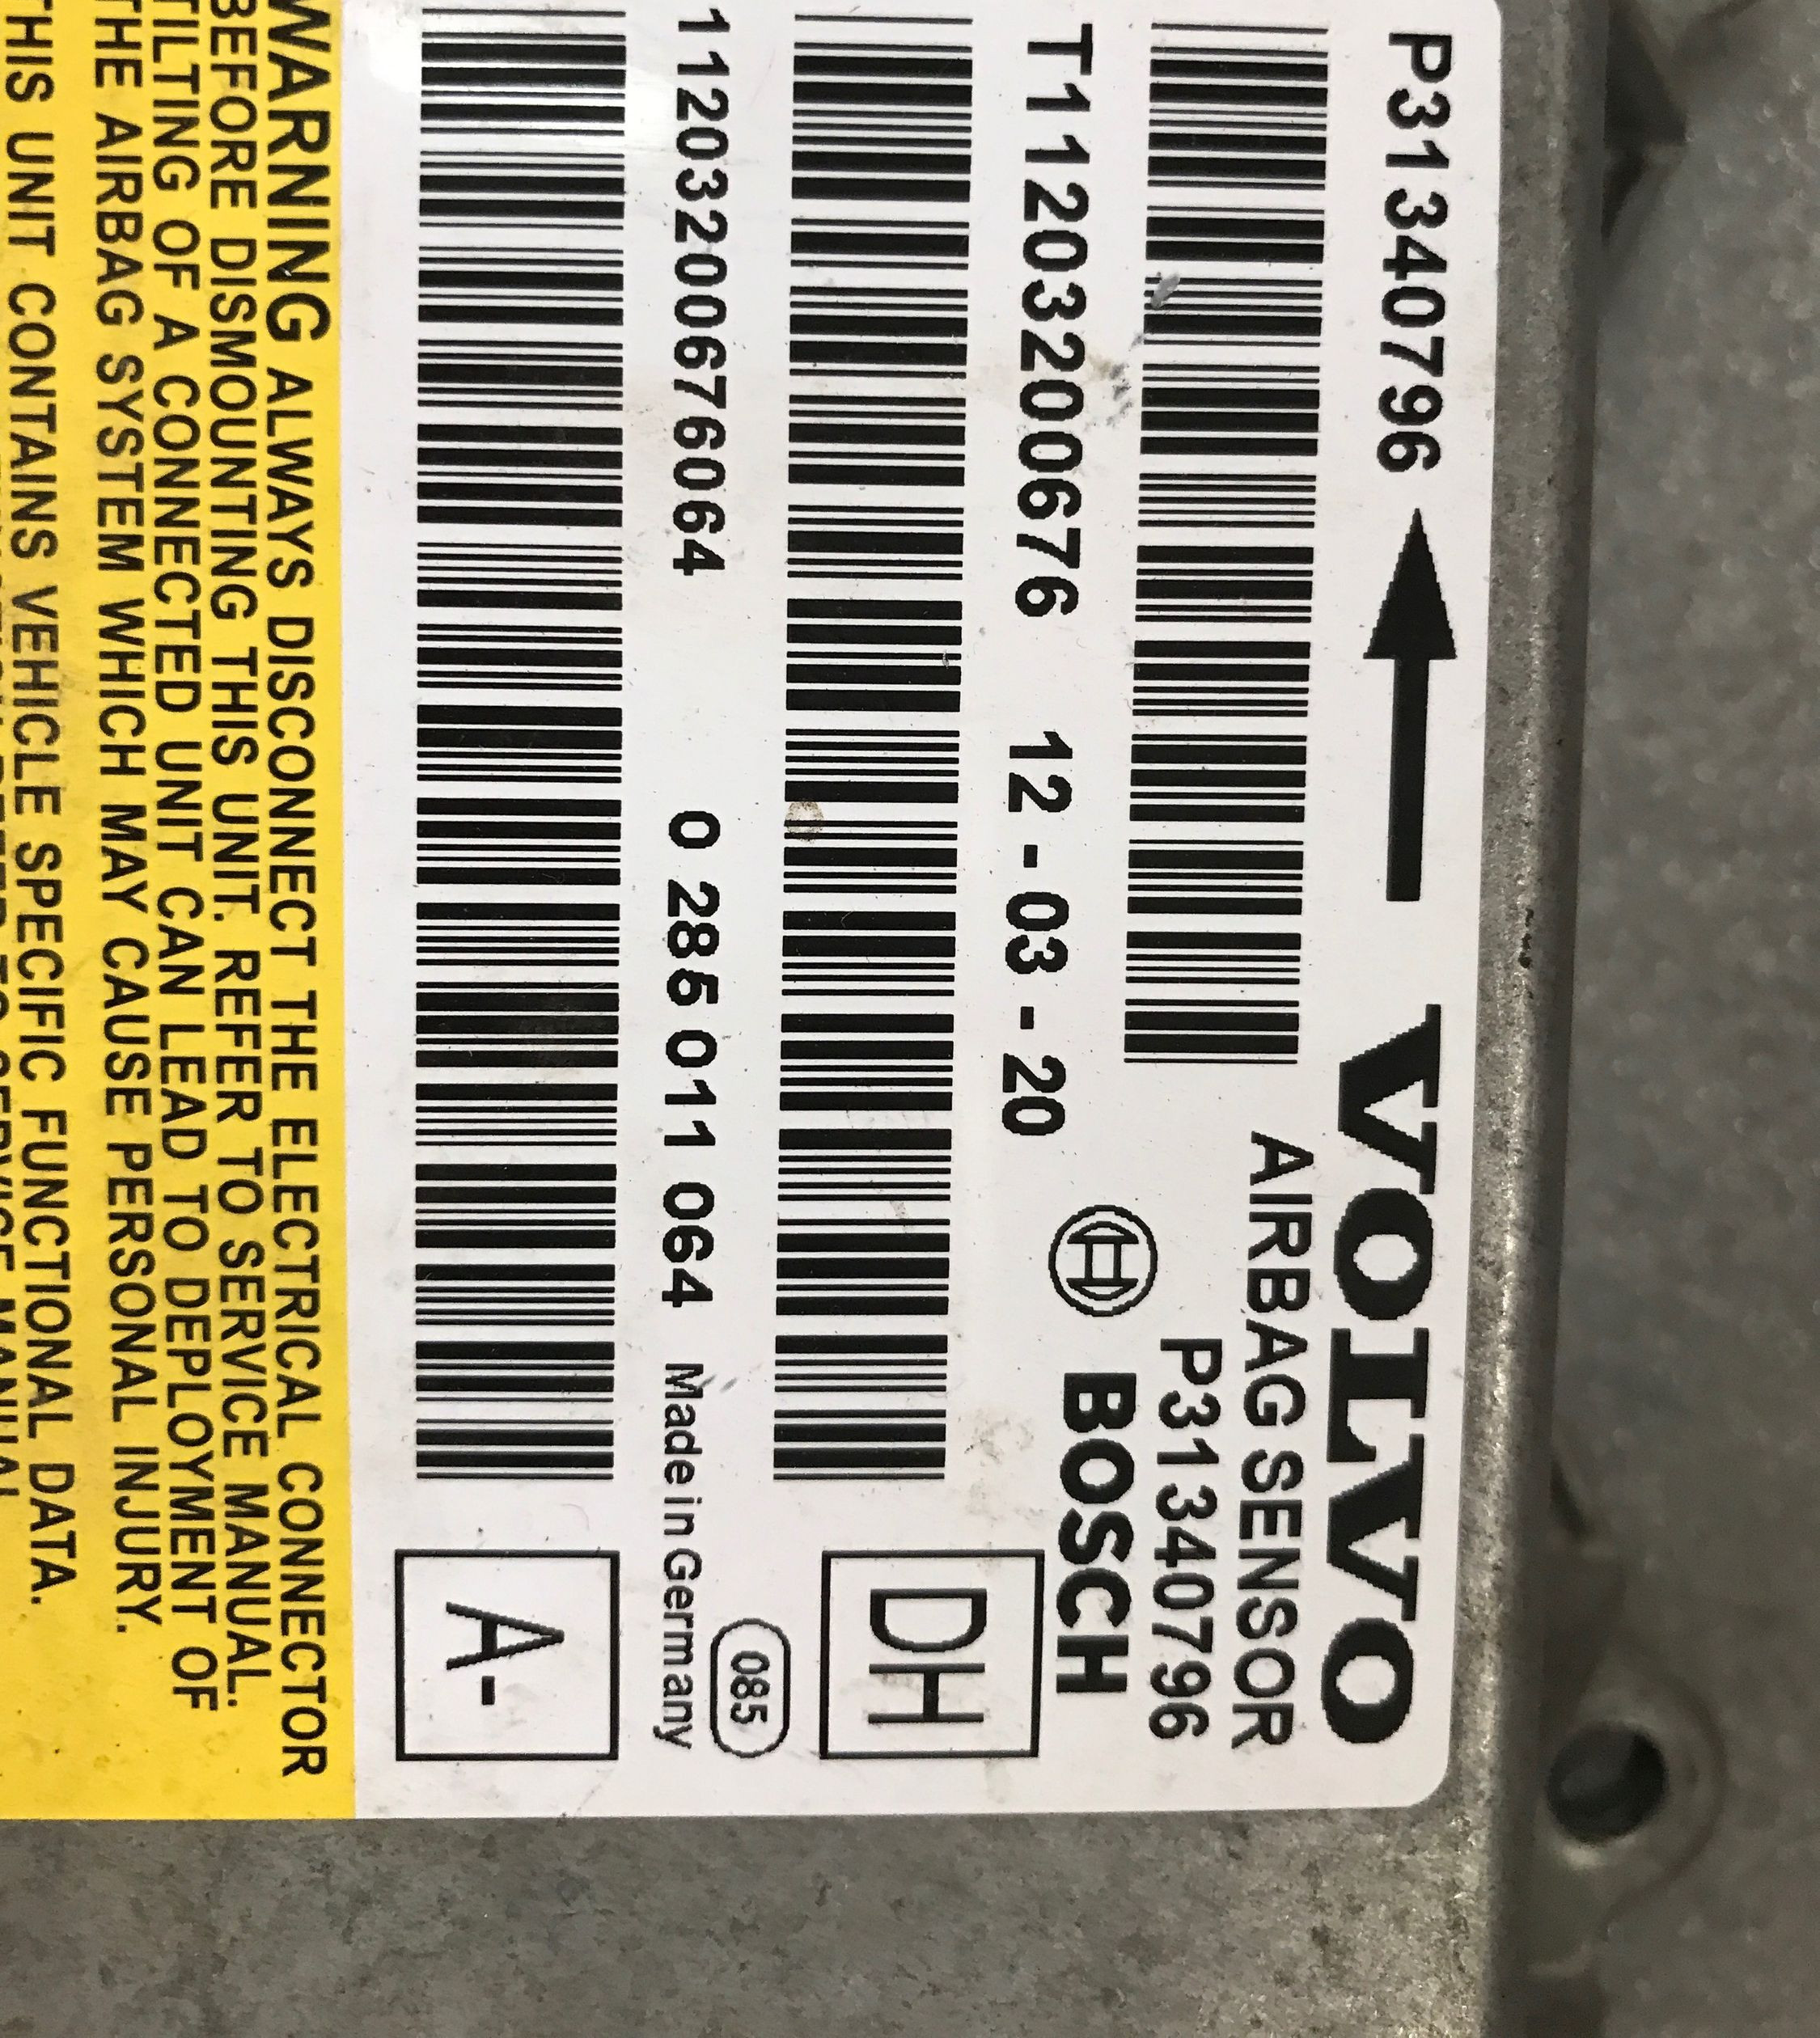 P31340796
VOLVO
AIRBAG SENSOR
P31340796
BOSCH
T11203200676 12-03-20
DH
085
11203200676064 0 285 011 064 Made in Germany
A-
WARNING ALWAYS DISCONNECT THE ELECTRICAL CONNECTOR
BEFORE DISMOUNTING THIS UNIT. REFER TO SERVICE MANUAL.
TILTING OF A CONNECTED UNIT CAN LEAD TO DEPLOYMENT OF
THE AIRBAG SYSTEM WHICH MAY CAUSE PERSONAL INJURY.
THIS UNIT CONTAINS VEHICLE SPECIFIC FUNCTIONAL DATA.
SERVICE MANUAL